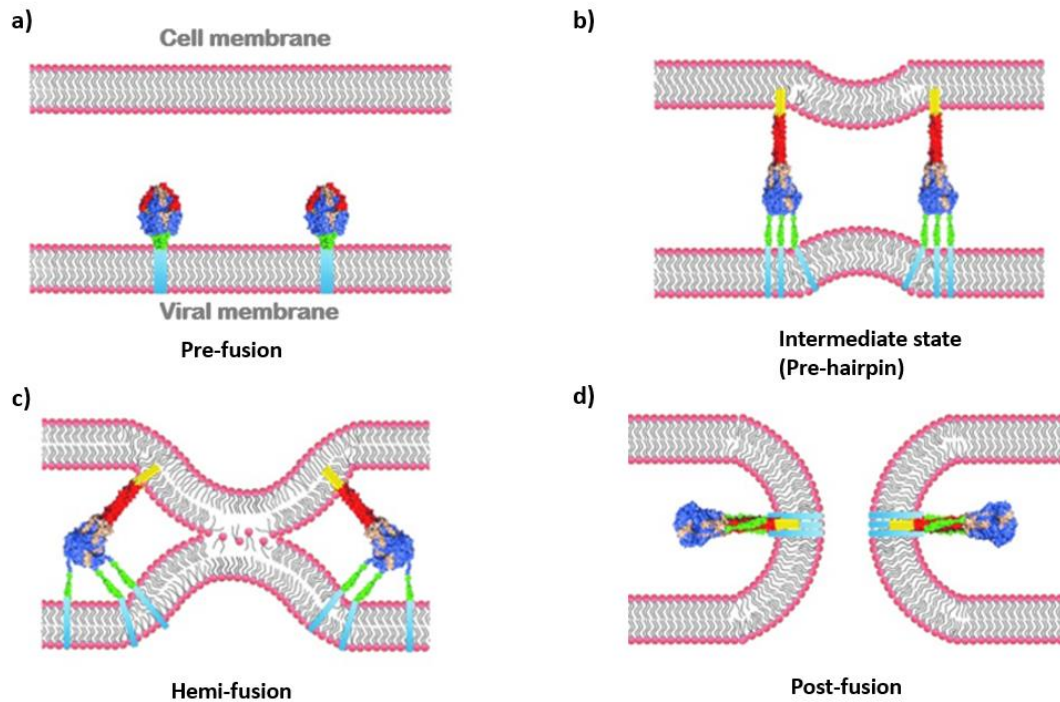 a)
Cell membrane
Viral membrane
Pre-fusion
b)
Intermediate state
(Pre-hairpin)
c)
Hemi-fusion
d)
Post-fusion